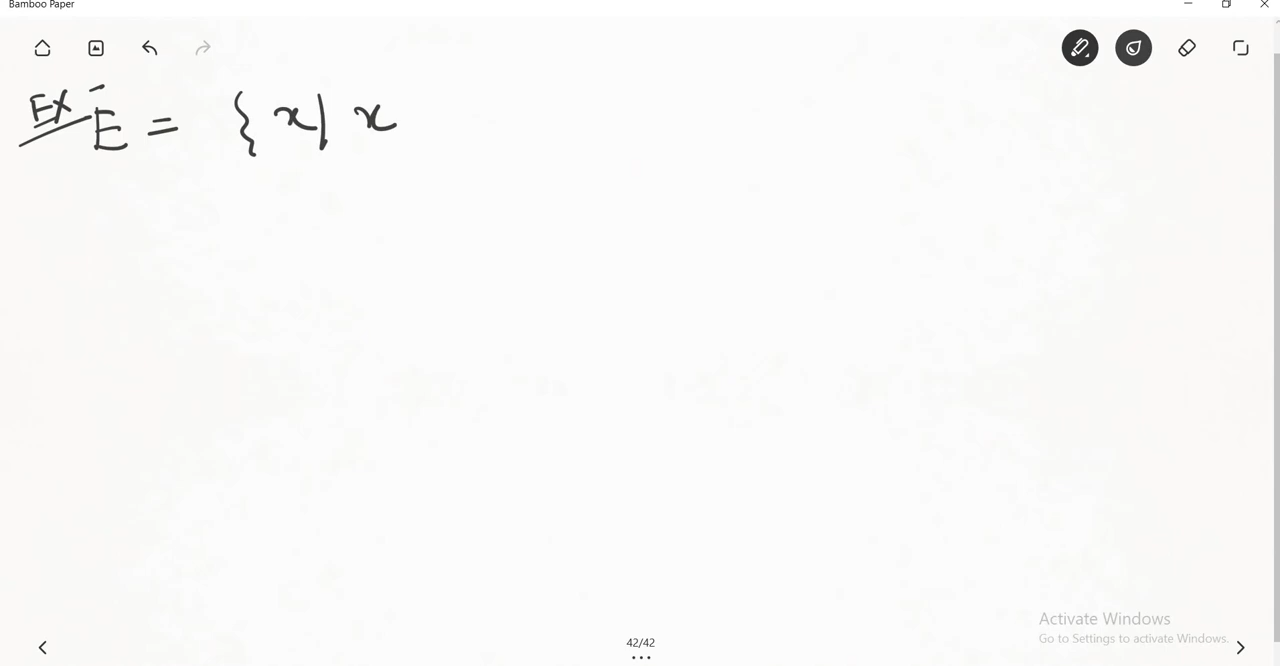 Bamboo Paper
EX E = { x | x
42/42
Activate Windows
Go to Settings to activate Windows.